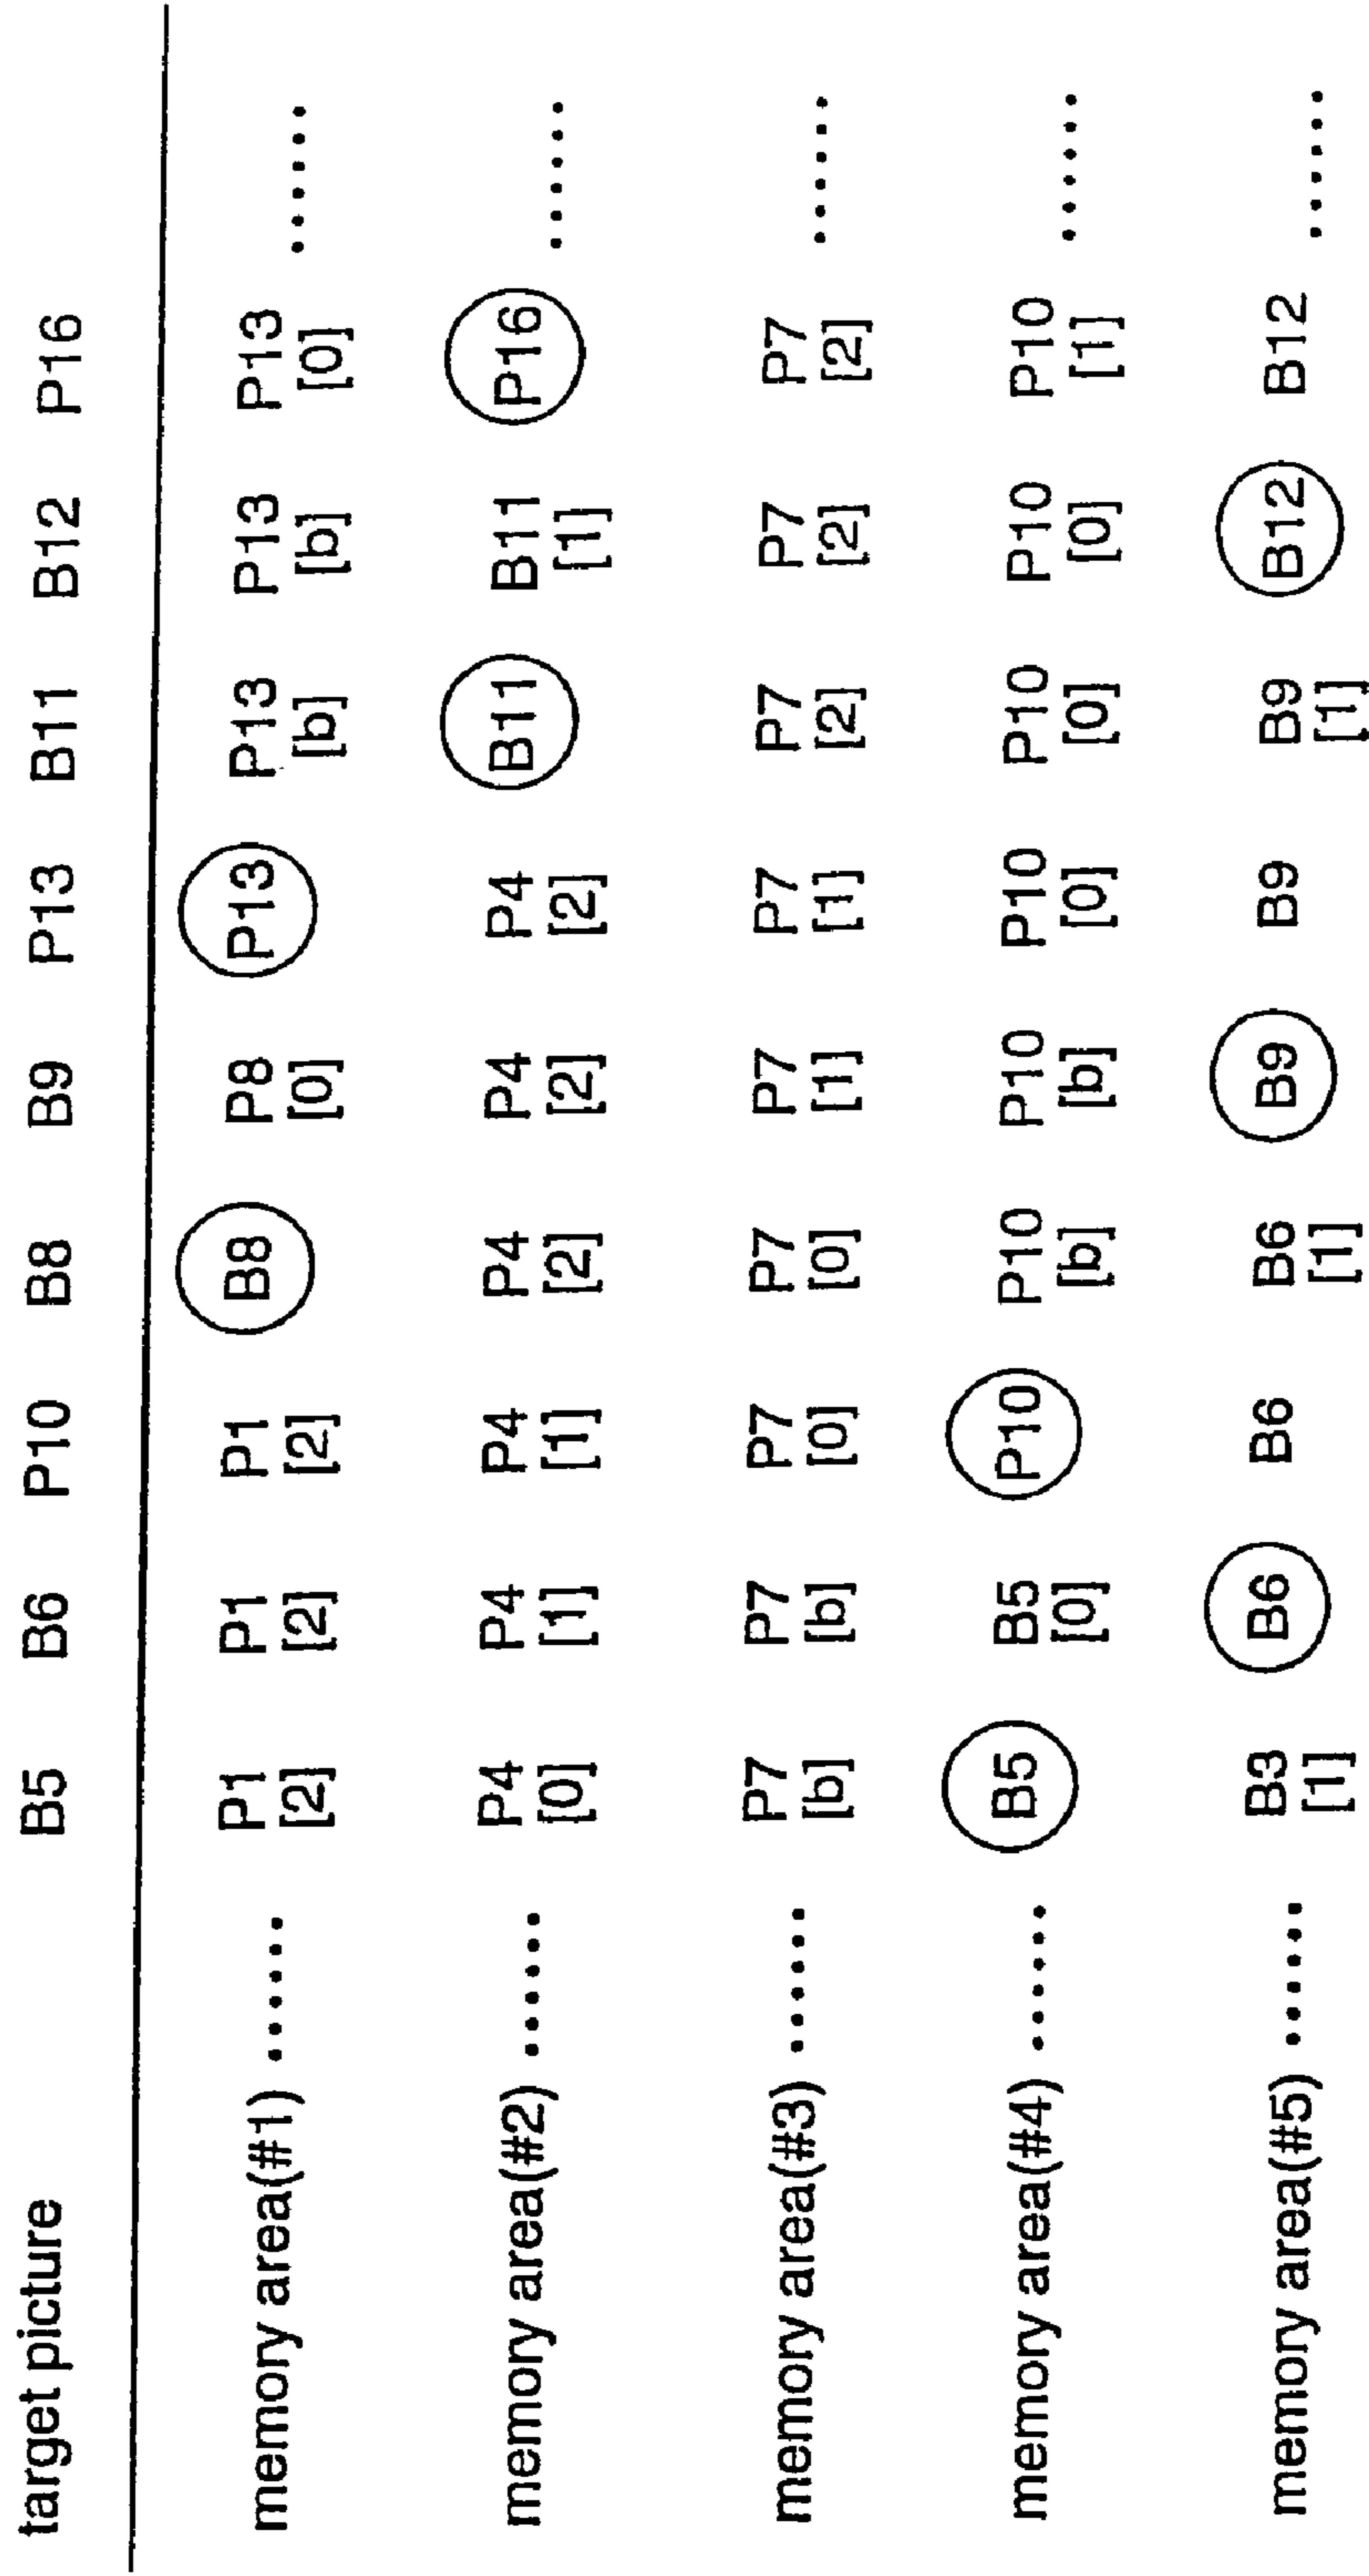 target picture B5 B6 P10 B8 B9 P13 B11 B12 P16
memory area(#1) ······ P1 P1 P1 B8 P8 P13 P13 P13 P13 ······
[2] [2] [2] [0] [b] [b] [0]
memory area(#2) ······ P4 P4 P4 P4 P4 P4 B11 B11 P16 ······
[0] [1] [1] [2] [2] [2] [1]
memory area(#3) ······ P7 P7 P7 P7 P7 P7 P7 P7 P7 ······
[b] [b] [0] [0] [1] [1] [2] [2] [2]
memory area(#4) ······ B5 B5 P10 P10 P10 P10 P10 P10 P10 ······
[0] [b] [b] [0] [0] [0] [1]
memory area(#5) ······ B3 B6 B6 B6 B9 B9 B9 B12 B12 ······
[1] [1] [1]